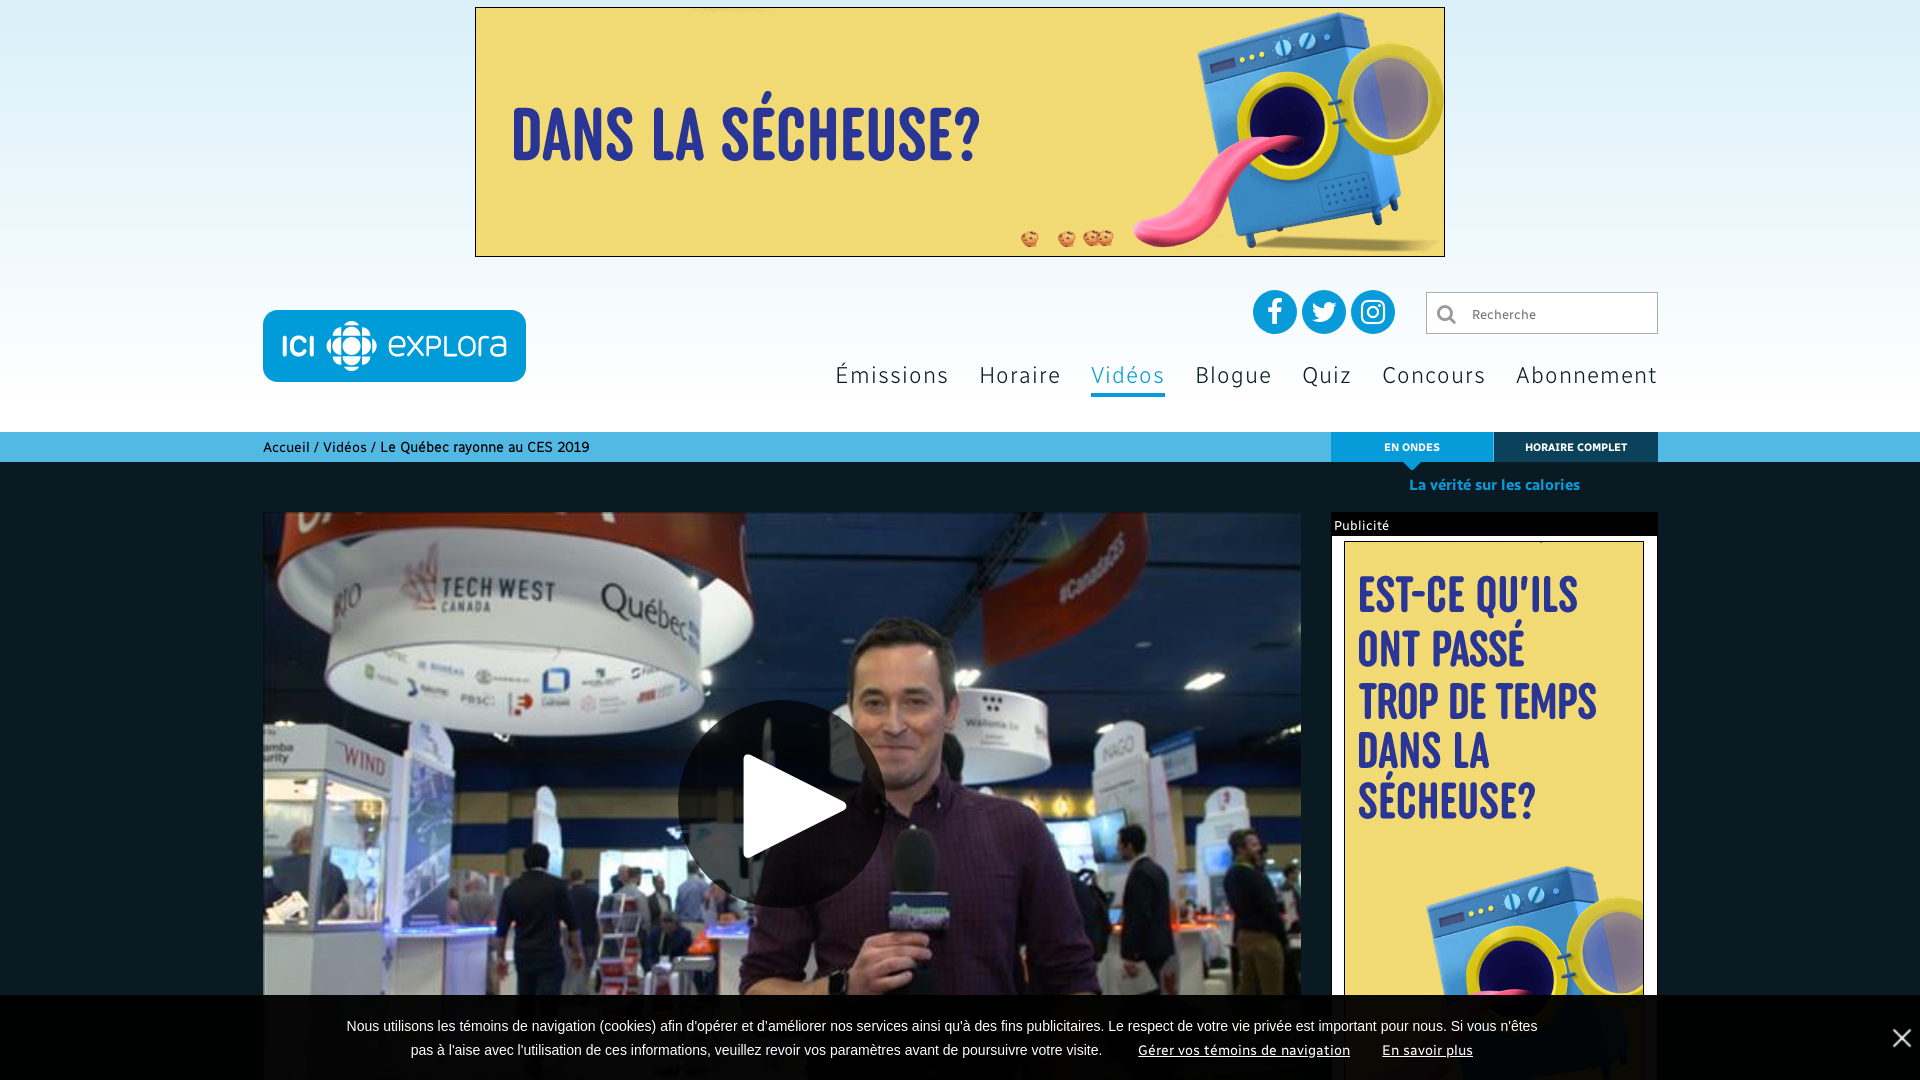 DANS LA SÉCHEUSE?
Recherche
ICI explora
Émissions Horaire Vidéos Blogue Quiz Concours Abonnement
Accueil / Vidéos / Le Québec rayonne au CES 2019
EN ONDES
HORAIRE COMPLET
La vérité sur les calories
TECH WEST
CANADA
Québec
#CanadaCES
WIND
NAGO
Publicité
EST-CE QU'ILS
ONT PASSÉ
TROP DE TEMPS
DANS LA
SÉCHEUSE?
Nous utilisons les témoins de navigation (cookies) afin d'opérer et d’améliorer nos services ainsi qu'à des fins publicitaires. Le respect de votre vie privée est important pour nous. Si vous n'êtes
pas à l'aise avec l'utilisation de ces informations, veuillez revoir vos paramètres avant de poursuivre votre visite. Gérer vos témoins de navigation En savoir plus